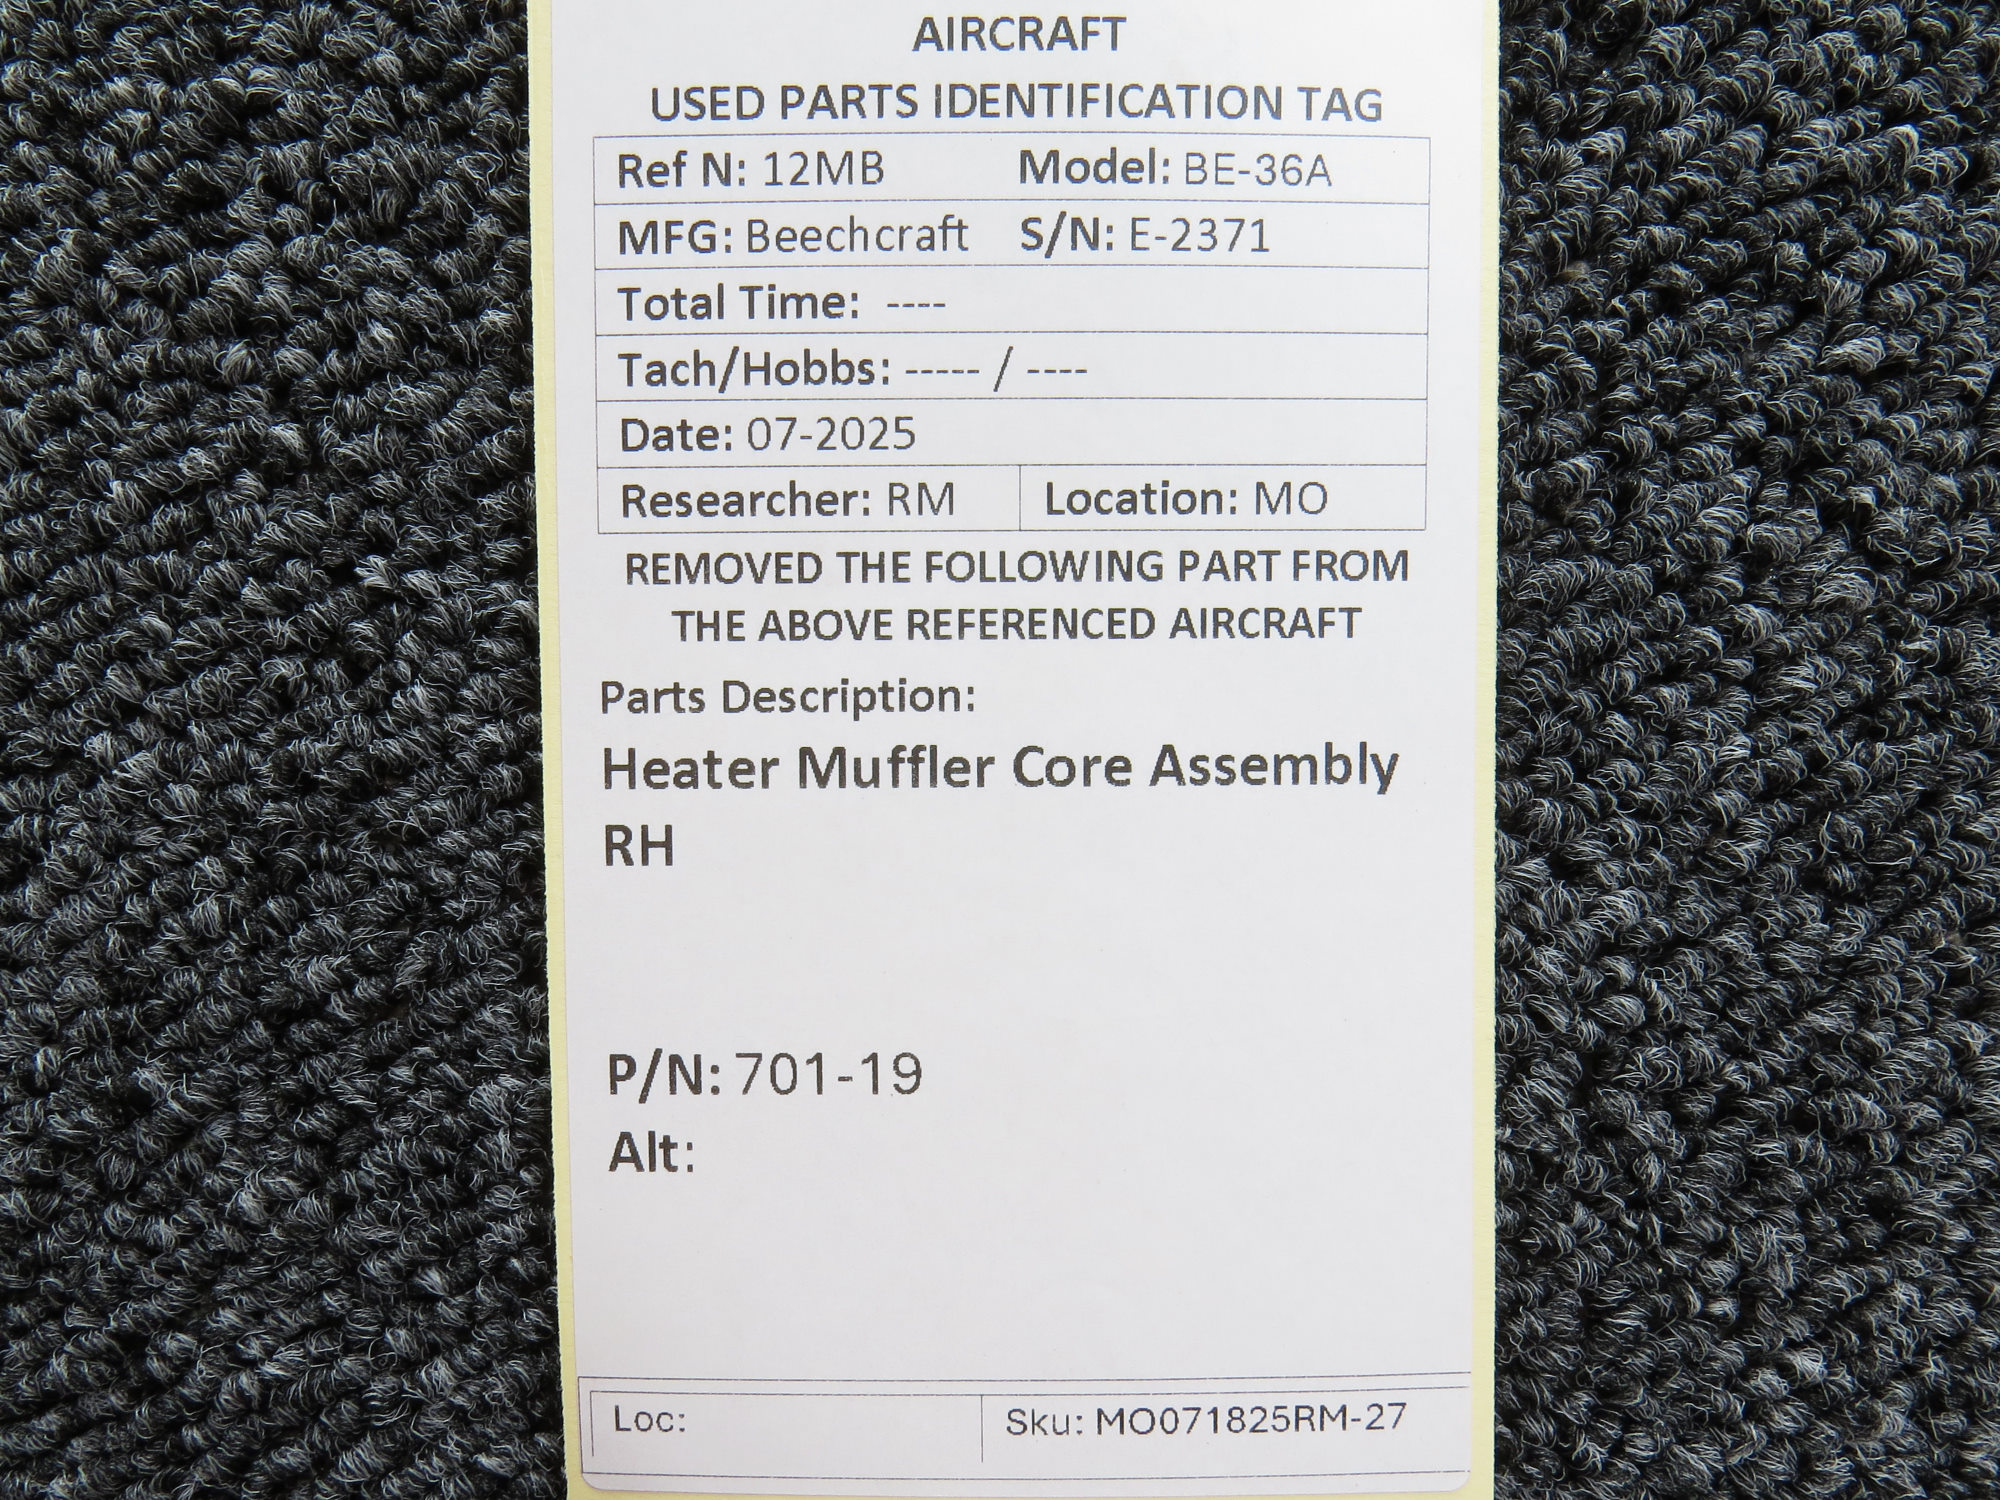 AIRCRAFT
USED PARTS IDENTIFICATION TAG
Ref N: 12MB Model: BE-36A
MFG: Beechcraft S/N: E-2371
Total Time: ----
Tach/Hobbs: ----- / ----
Date: 07-2025
Researcher: RM Location: MO
REMOVED THE FOLLOWING PART FROM
THE ABOVE REFERENCED AIRCRAFT
Parts Description:
Heater Muffler Core Assembly
RH
P/N: 701-19
Alt:
Loc: Sku: MO071825RM-27